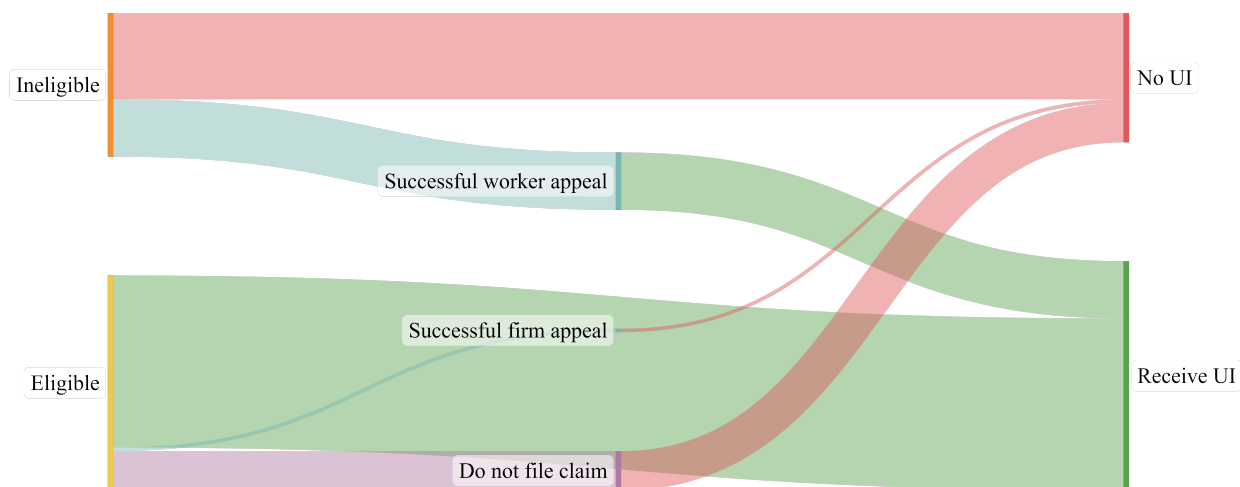 Ineligible
No UI
Successful worker appeal
Successful firm appeal
Eligible
Receive UI
Do not file claim